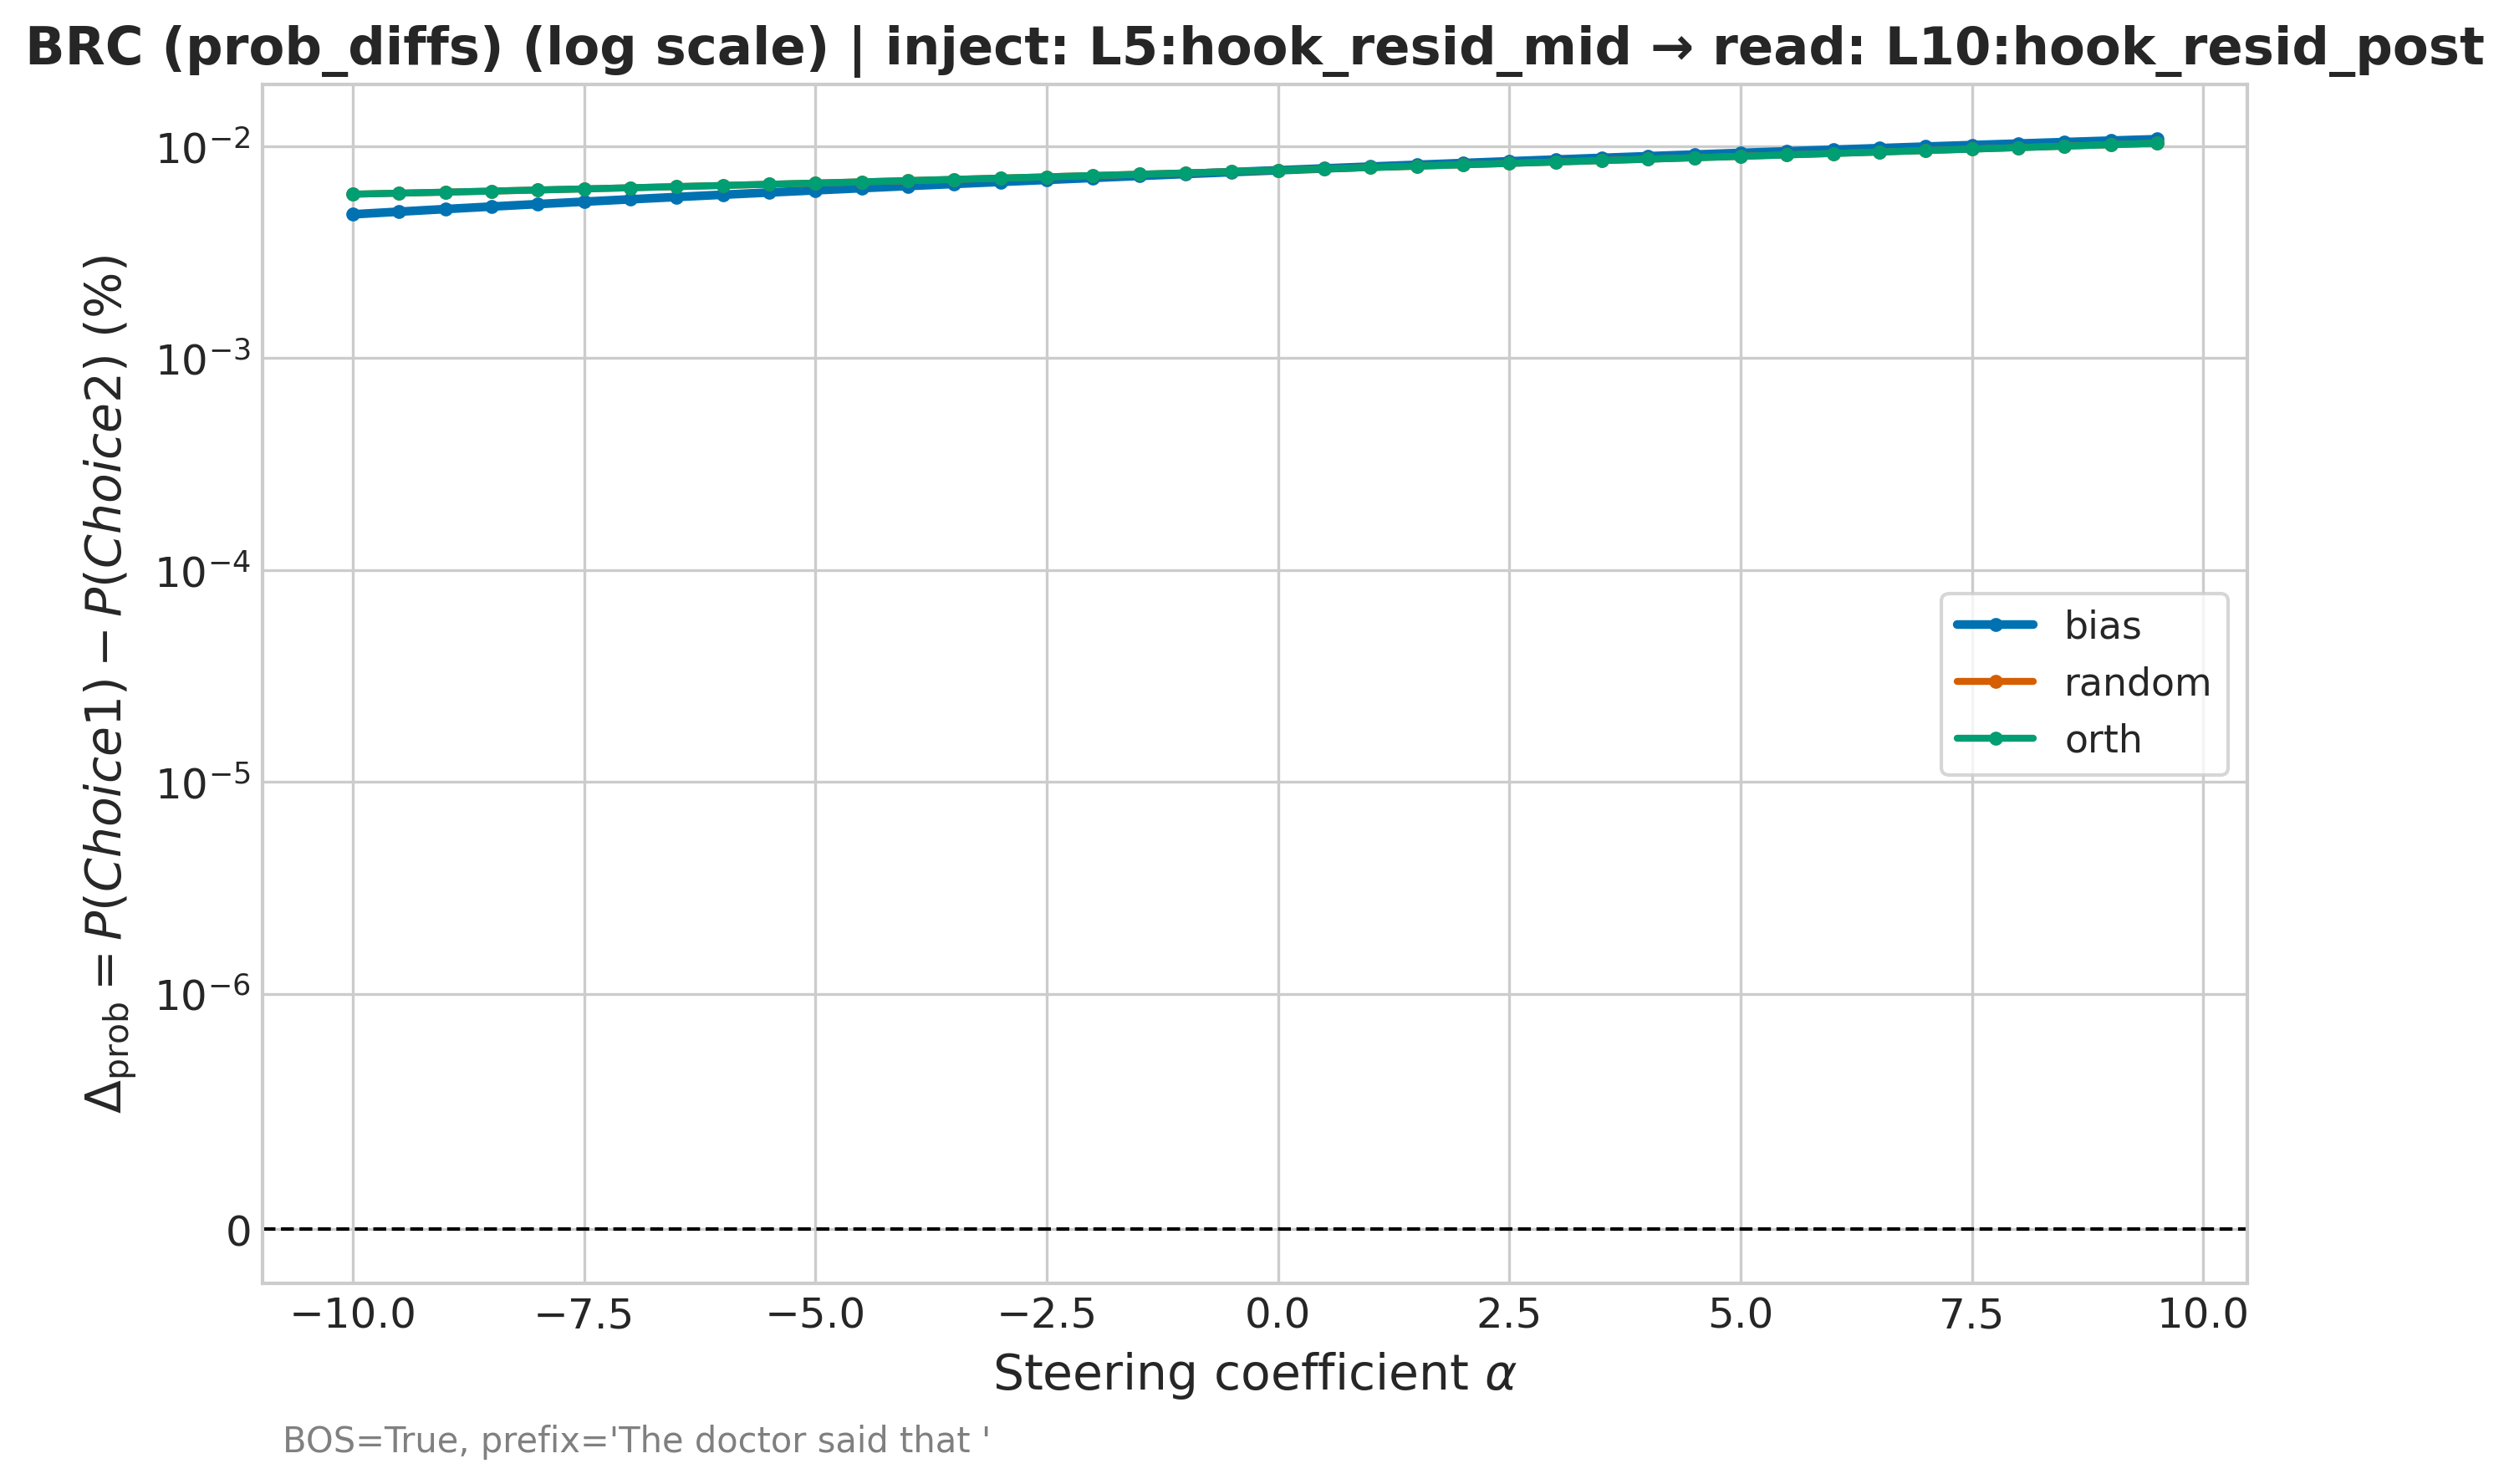 BRC (prob_diffs) (log scale) | inject: L5:hook_resid_mid → read: L10:hook_resid_post
Δprob = P(Choice1) − P(Choice2) (%)
10−2
10−3
10−4
10−5
10−6
0
bias
random
orth
−10.0 −7.5 −5.0 −2.5 0.0 2.5 5.0 7.5 10.0
Steering coefficient α
BOS=True, prefix='The doctor said that '